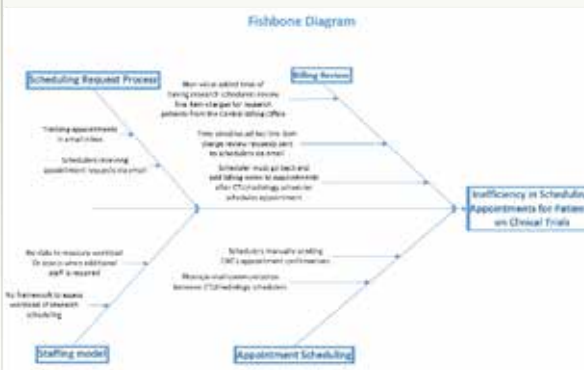 Fishbone Diagram
Scheduling Request Process
Billing Review
Non-value added time of
having research schedulers review
line item charges for research
patients from the Central Billing Office
Tracking appointments
in email inbox
Schedulers receiving
appointment requests via email
Time sensitive ad hoc line item
charge review requests sent
to schedulers via email
Scheduler must go back and
add billing notes to appointments
after CT/radiology scheduler
schedules appointment
Inefficiency in Scheduling
Appointments for Patients
on Clinical Trials
No data to measure workload
Or assess when additional
staff is required
No framework to assess
workload of research
scheduling
Schedulers manually sending
appointment confirmations
communication
between CT/radiology schedulers
Staffing model
Appointment Scheduling